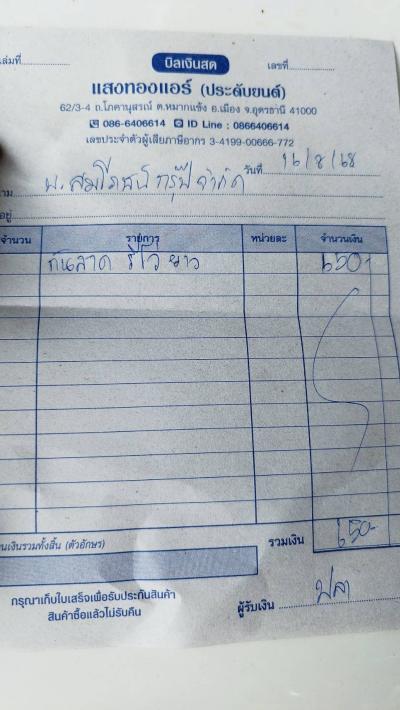 บิลเงินสด
เล่มที่ เลขที่
แสงทองแอร์ (ประดับยนต์)
62/3-4 ถ.โภคานุสรณ์ ต.หมากแข้ง อ.เมือง จ.อุดรธานี 41000
086-6406614 ID Line : 0866406614
เลขประจำตัวผู้เสียภาษีอากร 3-4199-00666-772
วันที่ 16/8/68
นาม กรุ๊ป จำกัด
อยู่
จำนวน รายการ หน่วยละ จำนวนเงิน
กันสาด รีโว่ ยาว 650-
นเงินรวมทั้งสิ้น (ตัวอักษร) รวมเงิน 650-
กรุณาเก็บใบเสร็จเพื่อรับประกันสินค้า
สินค้าซื้อแล้วไม่รับคืน
ผู้รับเงิน ปลา